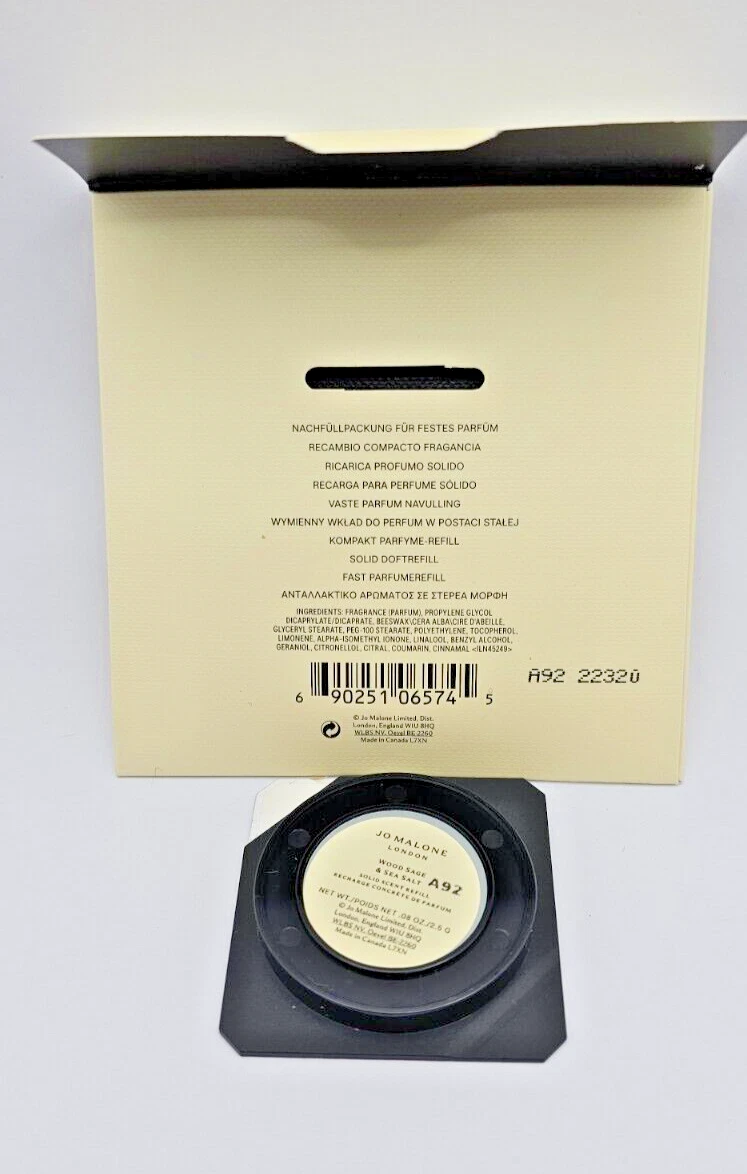 NACHFÜLLPACKUNG FÜR FESTES PARFÜM
RECAMBIO COMPACTO FRAGANCIA
RICARICA PROFUMO SOLIDO
RECARGA PARA PERFUME SÓLIDO
VASTE PARFUM NAVULLING
WYMIENNY WKŁAD DO PERFUM W POSTACI STAŁEJ
KOMPAKT PARFYME-REFILL
SOLID DOFTREFILL
FAST PARFUMEREFILL
ΑΝΤΑΛΛΑΚΤΙΚΟ ΑΡΩΜΑΤΟΣ ΣΕ ΣΤΕΡΕΑ ΜΟΡΦΗ
INGREDIENTS: FRAGRANCE (PARFUM), PROPYLENE GLYCOL
DICAPRYLATE/DICAPRATE, BEESWAX\CERA ALBA\CIRE D'ABEILLE,
GLYCERYL STEARATE, PEG-100 STEARATE, POLYETHYLENE, TOCOPHEROL,
LIMONENE, ALPHA-ISOMETHYL IONONE, LINALOOL, BENZYL ALCOHOL,
GERANIOL, CITRONELLOL, CITRAL, COUMARIN, CINNAMAL <ILN45249>
A92 22320
6 90251 06574 5
© Jo Malone Limited, Dist.
London, England W1U 8HQ
WLBS NV, Oevel BE-2260
Made in Canada L7XN
JO MALONE
LONDON
WOOD SAGE
& SEA SALT A92
SOLID SCENT REFILL
RECHARGE CONCRÈTE DE PARFUM
NET WT./POIDS NET .08 OZ./2.5 G
© Jo Malone Limited, Dist.
London, England W1U 8HQ
WLBS NV, Oevel BE-2260
Made in Canada L7XN